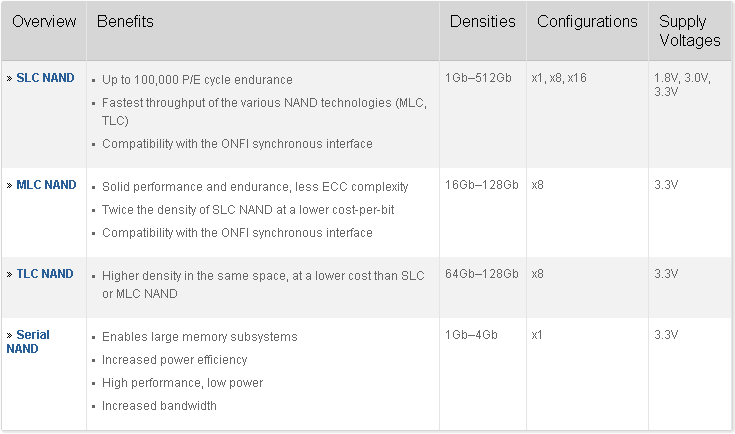 Overview Benefits Densities Configurations Supply
Voltages
» SLC NAND
▪ Up to 100,000 P/E cycle endurance
▪ Fastest throughput of the various NAND technologies (MLC,
TLC)
▪ Compatibility with the ONFI synchronous interface
1Gb–512Gb
x1, x8, x16
1.8V, 3.0V,
3.3V
» MLC NAND
▪ Solid performance and endurance, less ECC complexity
▪ Twice the density of SLC NAND at a lower cost-per-bit
▪ Compatibility with the ONFI synchronous interface
16Gb–128Gb
x8
3.3V
» TLC NAND
▪ Higher density in the same space, at a lower cost than SLC
or MLC NAND
64Gb–128Gb
x8
3.3V
» Serial
NAND
▪ Enables large memory subsystems
▪ Increased power efficiency
▪ High performance, low power
▪ Increased bandwidth
1Gb–4Gb
x1
3.3V